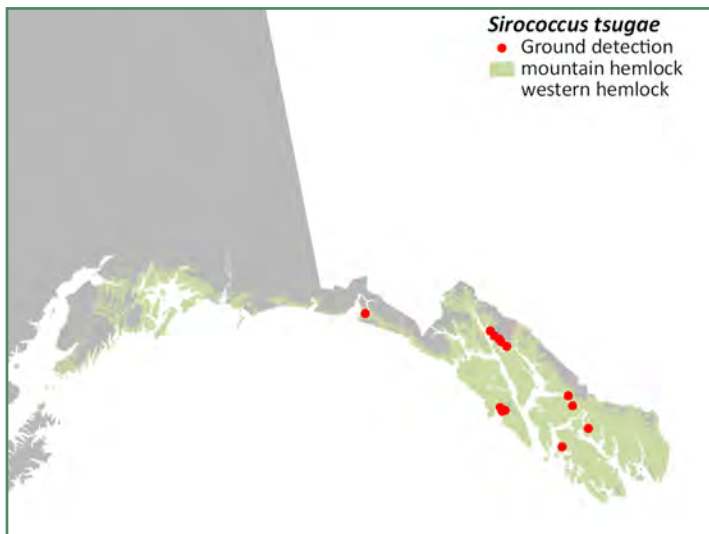 Sirococcus tsugae
Ground detection
mountain hemlock
western hemlock